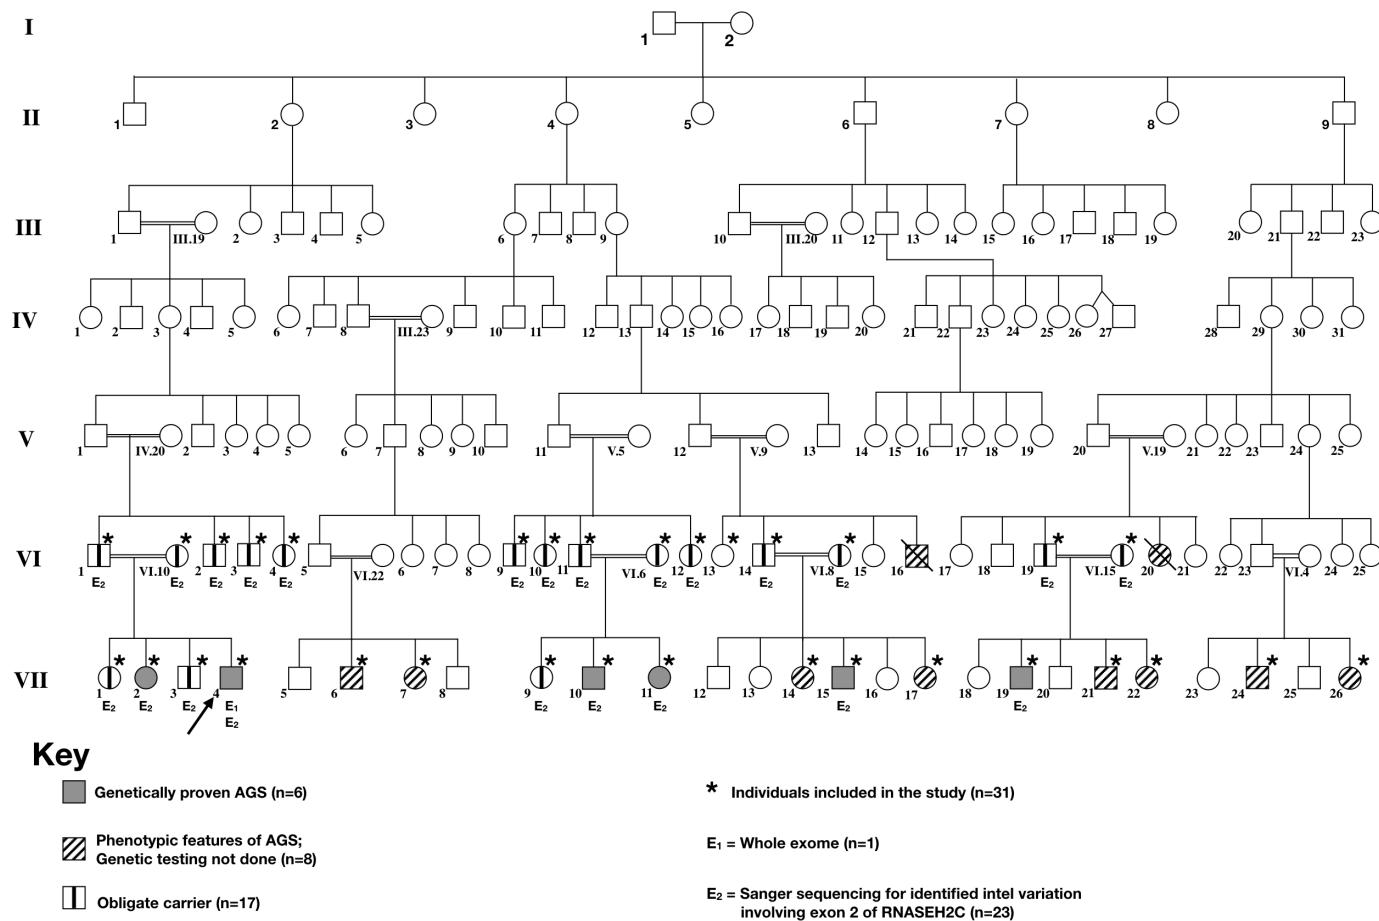 I
1 2
II
1 2 3 4 5 6 7 8 9
III
1 III.19 2 3 4 5 6 7 8 9 10 III.20 11 12 13 14 15 16 17 18 19 20 21 22 23
IV
1 2 3 4 5 6 7 8 III.23 9 10 11 12 13 14 15 16 17 18 19 20 21 22 23 24 25 26 27 28 29 30 31
V
1 IV.20 2 3 4 5 6 7 8 9 10 11 V.5 12 V.9 13 14 15 16 17 18 19 20 V.19 21 22 23 24 25
* * * * * * * * * * * * * * *
VI
1 VI.10 2 3 4 5 VI.22 6 7 8 9 10 11 VI.6 12 13 14 VI.8 15 16 17 18 19 VI.15 20 21 22 23 VI.4 24 25
E2 E2 E2 E2 E2 E2 E2 E2 E2 E2 E2 E2 E2 E2
* * * * * * * * * * * * * * * * *
VII
1 2 3 4 5 6 7 8 9 10 11 12 13 14 15 16 17 18 19 20 21 22 23 24 25 26
E2 E2 E2 E1 E2 E2 E2 E2 E2
E2
Key
Genetically proven AGS (n=6)
Phenotypic features of AGS;
Genetic testing not done (n=8)
Obligate carrier (n=17)
* Individuals included in the study (n=31)
E1 = Whole exome (n=1)
E2 = Sanger sequencing for identified intel variation
involving exon 2 of RNASEH2C (n=23)